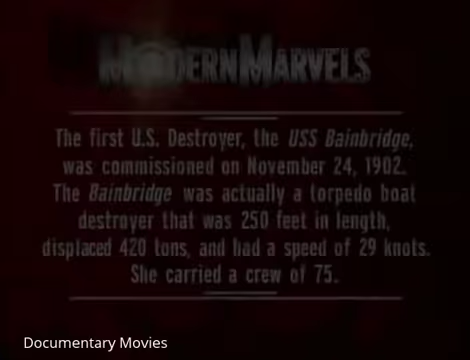 MODERN MARVELS
The first U.S. Destroyer, the USS Bainbridge,
was commissioned on November 24, 1902.
The Bainbridge was actually a torpedo boat
destroyer that was 250 feet in length,
displaced 420 tons, and had a speed of 29 knots.
She carried a crew of 75.
Documentary Movies